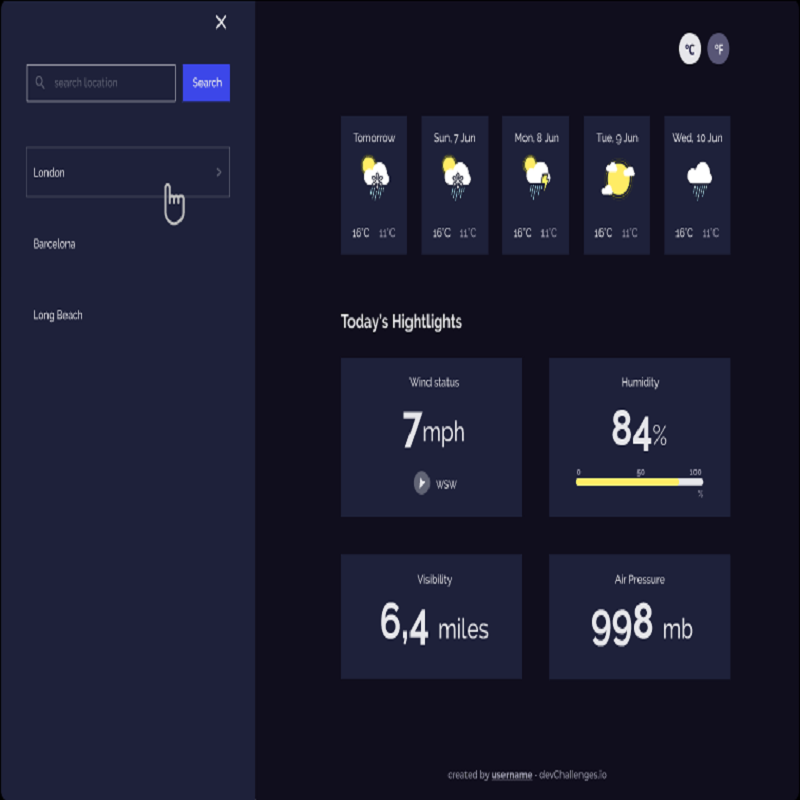 search location
Search
London
Barcelona
Long Beach
°C °F
Tomorrow
16°C 11°C
Sun, 7 Jun
16°C 11°C
Mon, 8 Jun
16°C 11°C
Tue, 9 Jun
16°C 11°C
Wed, 10 Jun
16°C 11°C
Today's Hightlights
Wind status
7mph
WSW
Humidity
84%
0 50 100
%
Visibility
6,4 miles
Air Pressure
998 mb
created by username - devChallenges.io